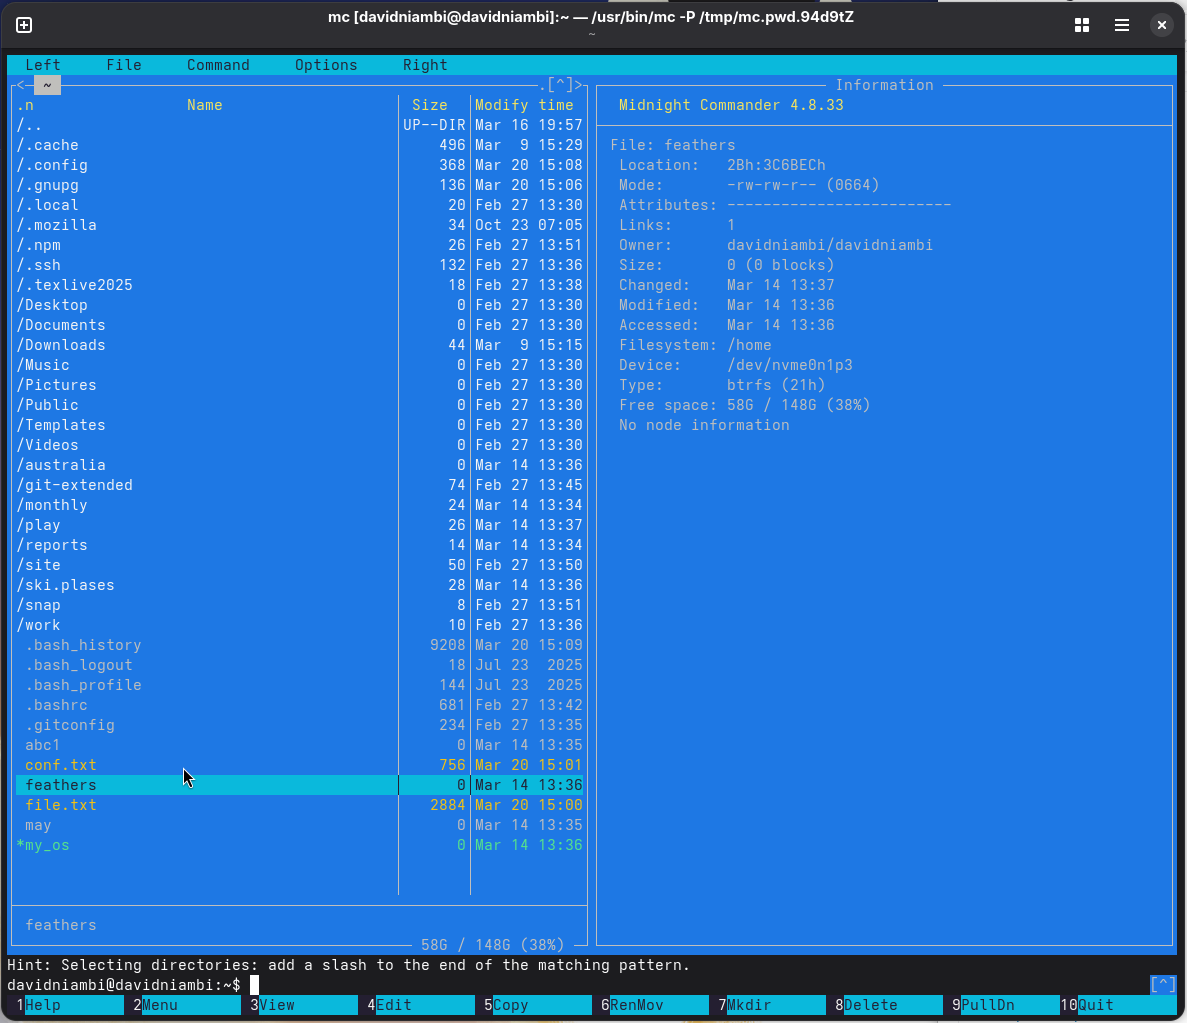 mc [davidniambi@davidniambi]:~ — /usr/bin/mc -P /tmp/mc.pwd.94d9tZ
~
Left File Command Options Right
<─ ~ .[^]> Information
.n Name Size Modify time Midnight Commander 4.8.33
/.. UP--DIR Mar 16 19:57
/.cache 496 Mar 9 15:29 File: feathers
/.config 368 Mar 20 15:08 Location: 2Bh:3C6BECh
/.gnupg 136 Mar 20 15:06 Mode: -rw-rw-r-- (0664)
/.local 20 Feb 27 13:30 Attributes: -------------------------
/.mozilla 34 Oct 23 07:05 Links: 1
/.npm 26 Feb 27 13:51 Owner: davidniambi/davidniambi
/.ssh 132 Feb 27 13:36 Size: 0 (0 blocks)
/.texlive2025 18 Feb 27 13:38 Changed: Mar 14 13:37
/Desktop 0 Feb 27 13:30 Modified: Mar 14 13:36
/Documents 0 Feb 27 13:30 Accessed: Mar 14 13:36
/Downloads 44 Mar 9 15:15 Filesystem: /home
/Music 0 Feb 27 13:30 Device: /dev/nvme0n1p3
/Pictures 0 Feb 27 13:30 Type: btrfs (21h)
/Public 0 Feb 27 13:30 Free space: 58G / 148G (38%)
/Templates 0 Feb 27 13:30 No node information
/Videos 0 Feb 27 13:30
/australia 0 Mar 14 13:36
/git-extended 74 Feb 27 13:45
/monthly 24 Mar 14 13:34
/play 26 Mar 14 13:37
/reports 14 Mar 14 13:34
/site 50 Feb 27 13:50
/ski.plases 28 Mar 14 13:36
/snap 8 Feb 27 13:51
/work 10 Feb 27 13:36
.bash_history 9208 Mar 20 15:09
.bash_logout 18 Jul 23 2025
.bash_profile 144 Jul 23 2025
.bashrc 681 Feb 27 13:42
.gitconfig 234 Feb 27 13:35
abc1 0 Mar 14 13:35
conf.txt 756 Mar 20 15:01
feathers 0 Mar 14 13:36
file.txt 2884 Mar 20 15:00
may 0 Mar 14 13:35
*my_os 0 Mar 14 13:36
feathers
58G / 148G (38%)
Hint: Selecting directories: add a slash to the end of the matching pattern.
davidniambi@davidniambi:~$ [^]
1Help 2Menu 3View 4Edit 5Copy 6RenMov 7Mkdir 8Delete 9PullDn 10Quit